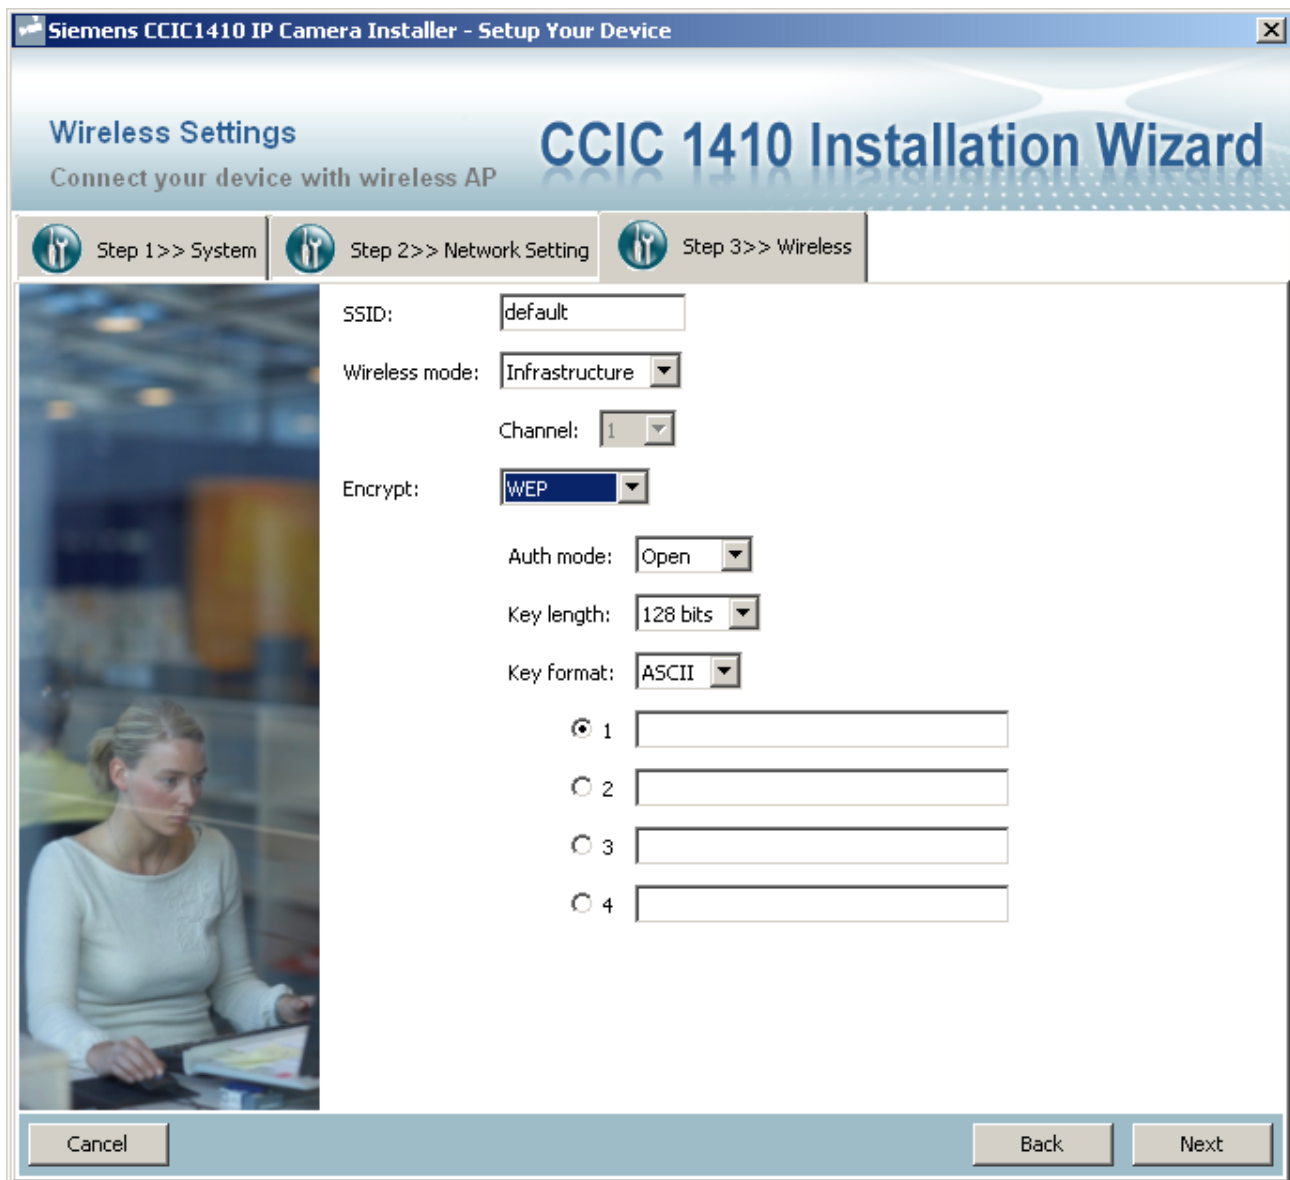 Siemens CCIC1410 IP Camera Installer - Setup Your Device
Wireless Settings
CCIC 1410 Installation Wizard
Connect your device with wireless AP
Step 1>> System
Step 2>> Network Setting
Step 3>> Wireless
SSID: default
Wireless mode: Infrastructure
Channel: 1
Encrypt: WEP
Auth mode: Open
Key length: 128 bits
Key format: ASCII
1
2
3
4
Cancel
Back
Next